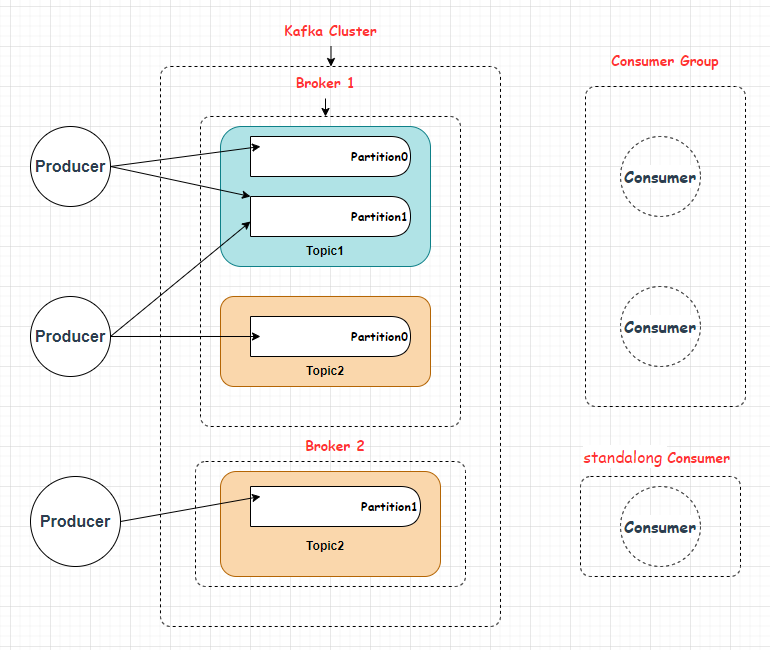 Kafka Cluster
Consumer Group
Broker 1
Producer
Partition0
Consumer
Partition1
Topic1
Producer
Partition0
Consumer
Topic2
Broker 2
standalong Consumer
Producer
Partition1
Consumer
Topic2